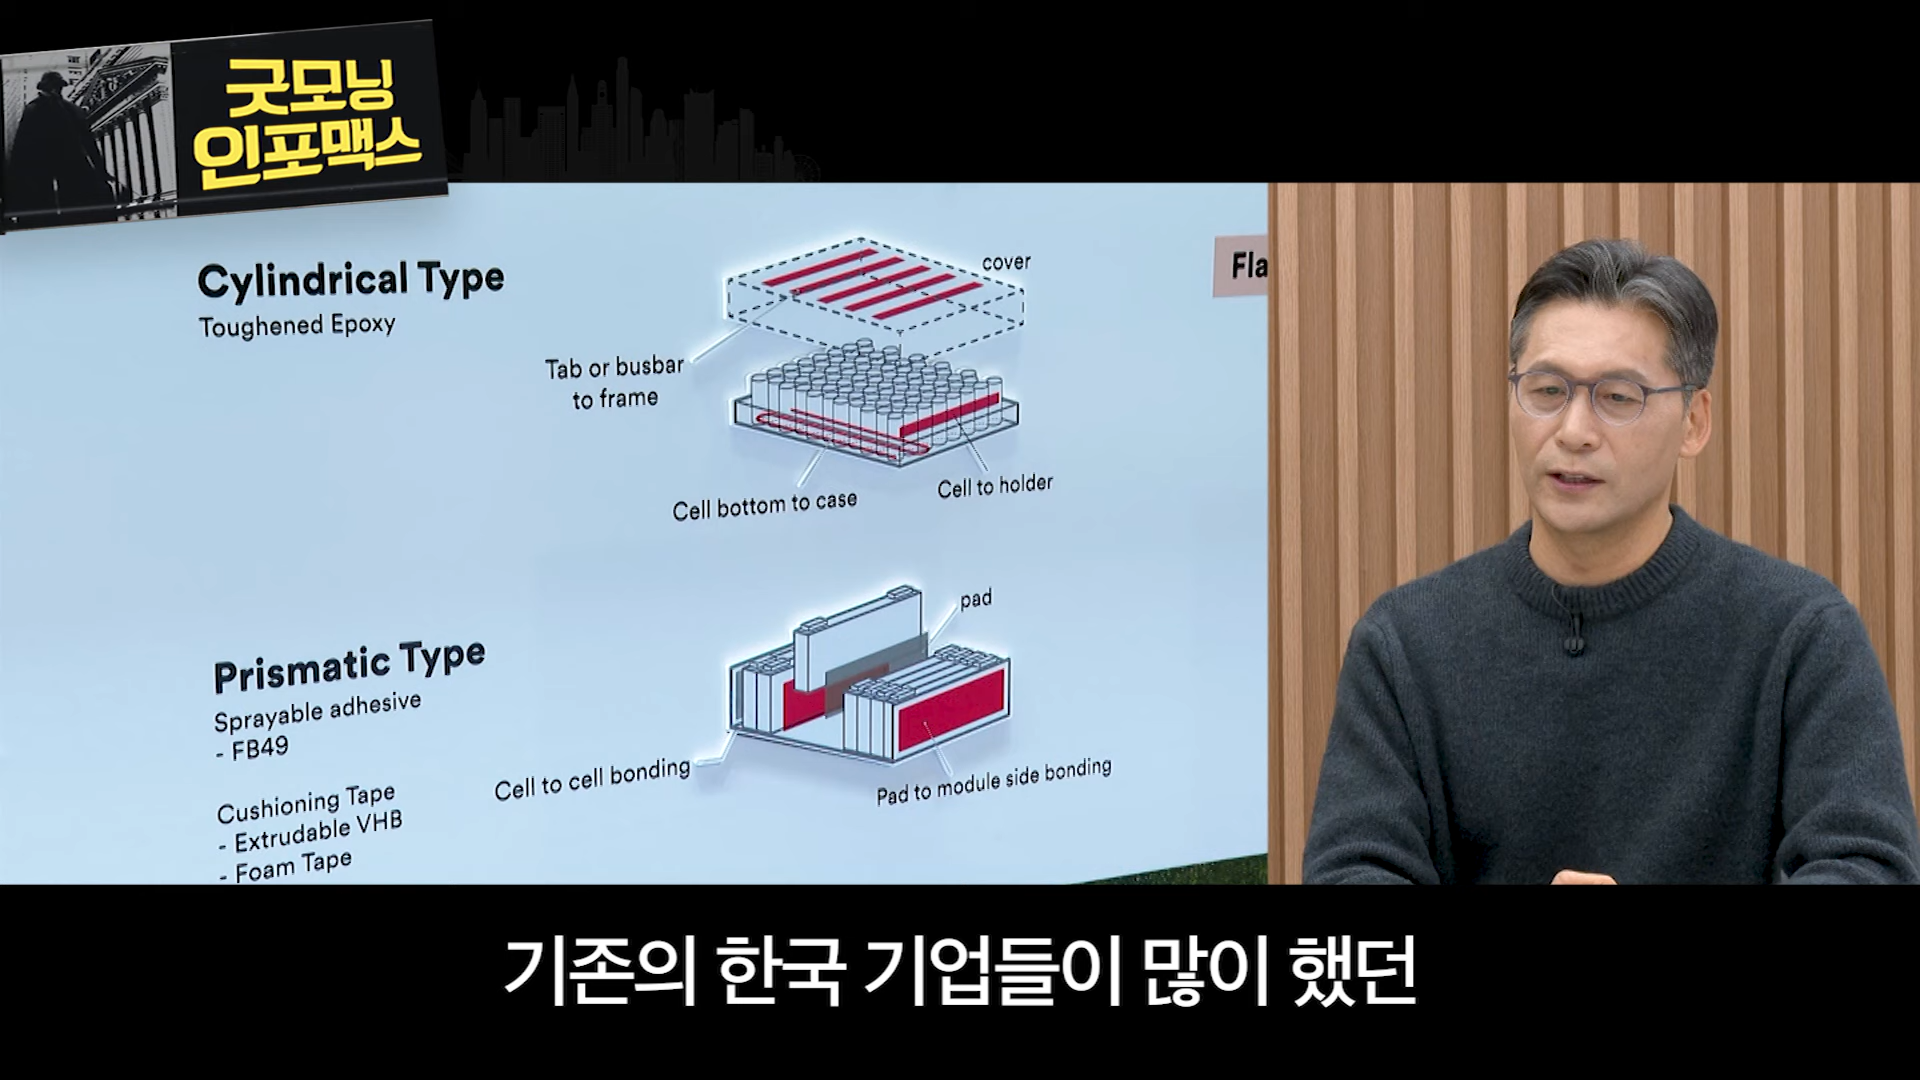 굿모닝
인포맥스
Cylindrical Type
Toughened Epoxy
cover
Tab or busbar
to frame
Cell bottom to case
Cell to holder
Fla
Prismatic Type
Sprayable adhesive
- FB49
Cushioning Tape
- Extrudable VHB
- Foam Tape
pad
Cell to cell bonding
Pad to module side bonding
기존의 한국 기업들이 많이 했던